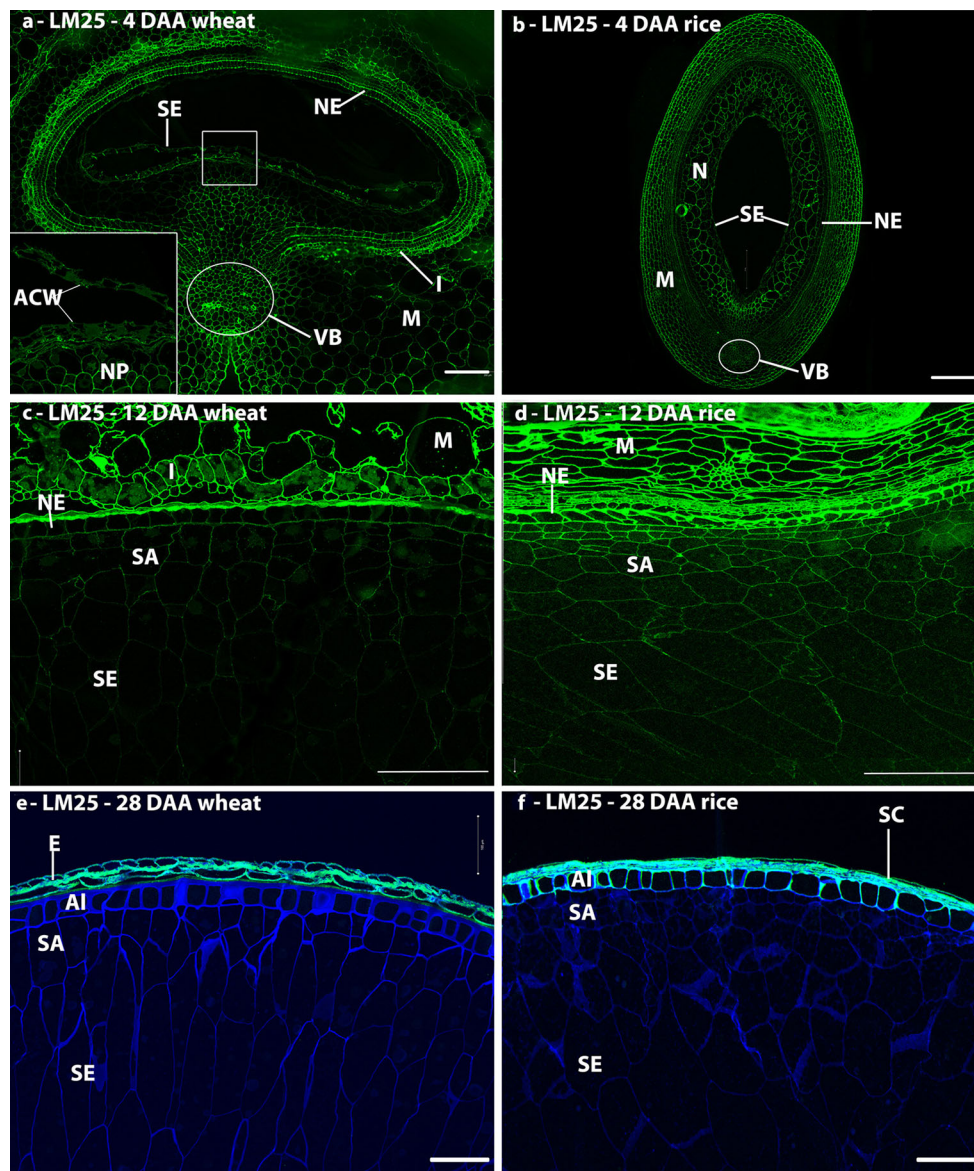 a - LM25 - 4 DAA wheat
NE
SE
ACW
NP
I
M
VB
b - LM25 - 4 DAA rice
N
SE
NE
M
VB
c - LM25 - 12 DAA wheat
M
I
NE
SA
SE
d - LM25 - 12 DAA rice
M
NE
SA
SE
e - LM25 - 28 DAA wheat
E
AI
SA
SE
f - LM25 - 28 DAA rice
SC
AI
SA
SE